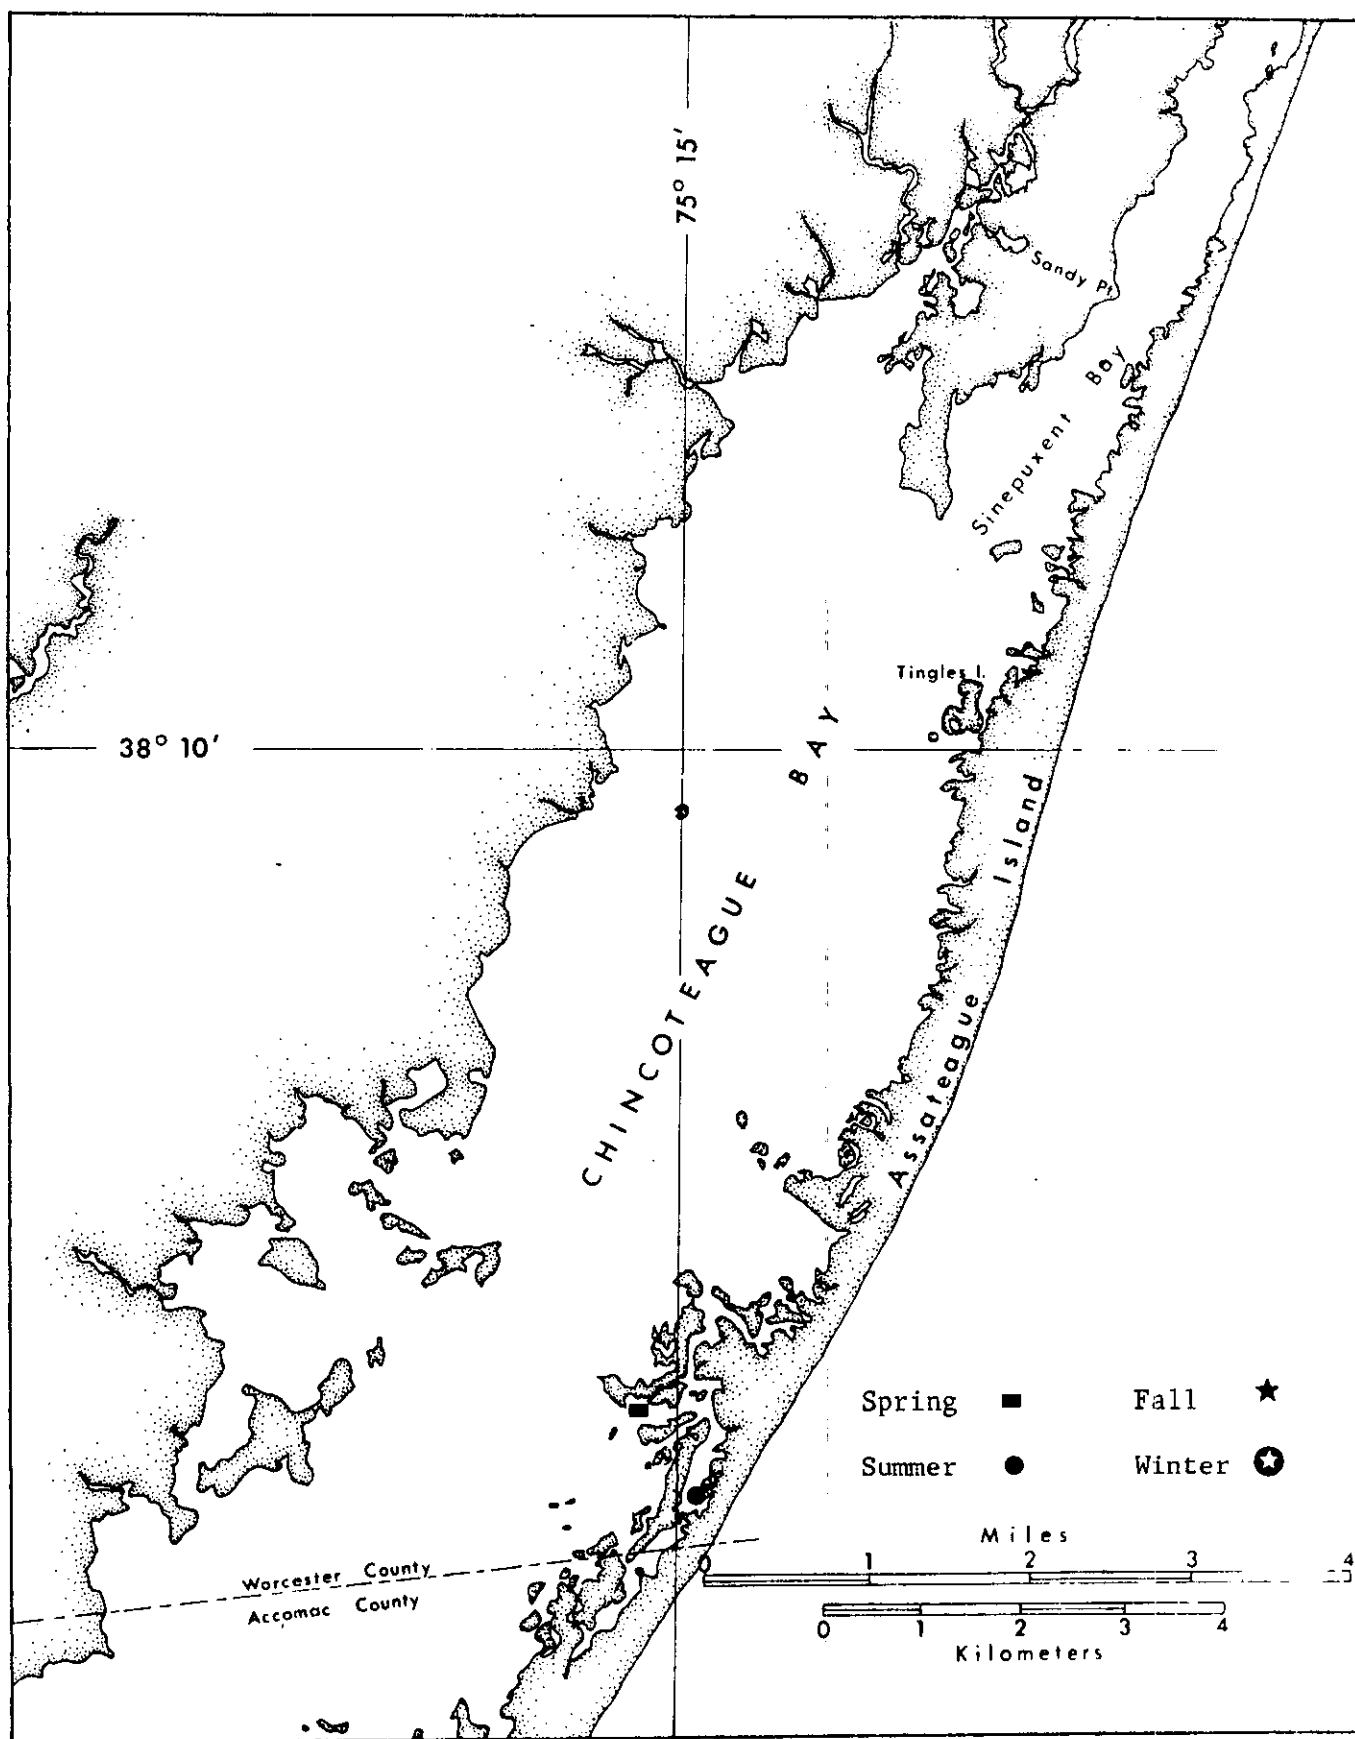 75° 15'
Sandy Pt.
Sinepuxent Bay
Tingles I.
38° 10'
CHINCOTEAGUE BAY
Assateague Island
Spring Fall
Summer Winter
Miles
0 1 2 3 4
Worcester County
Accomac County
0 1 2 3 4
Kilometers